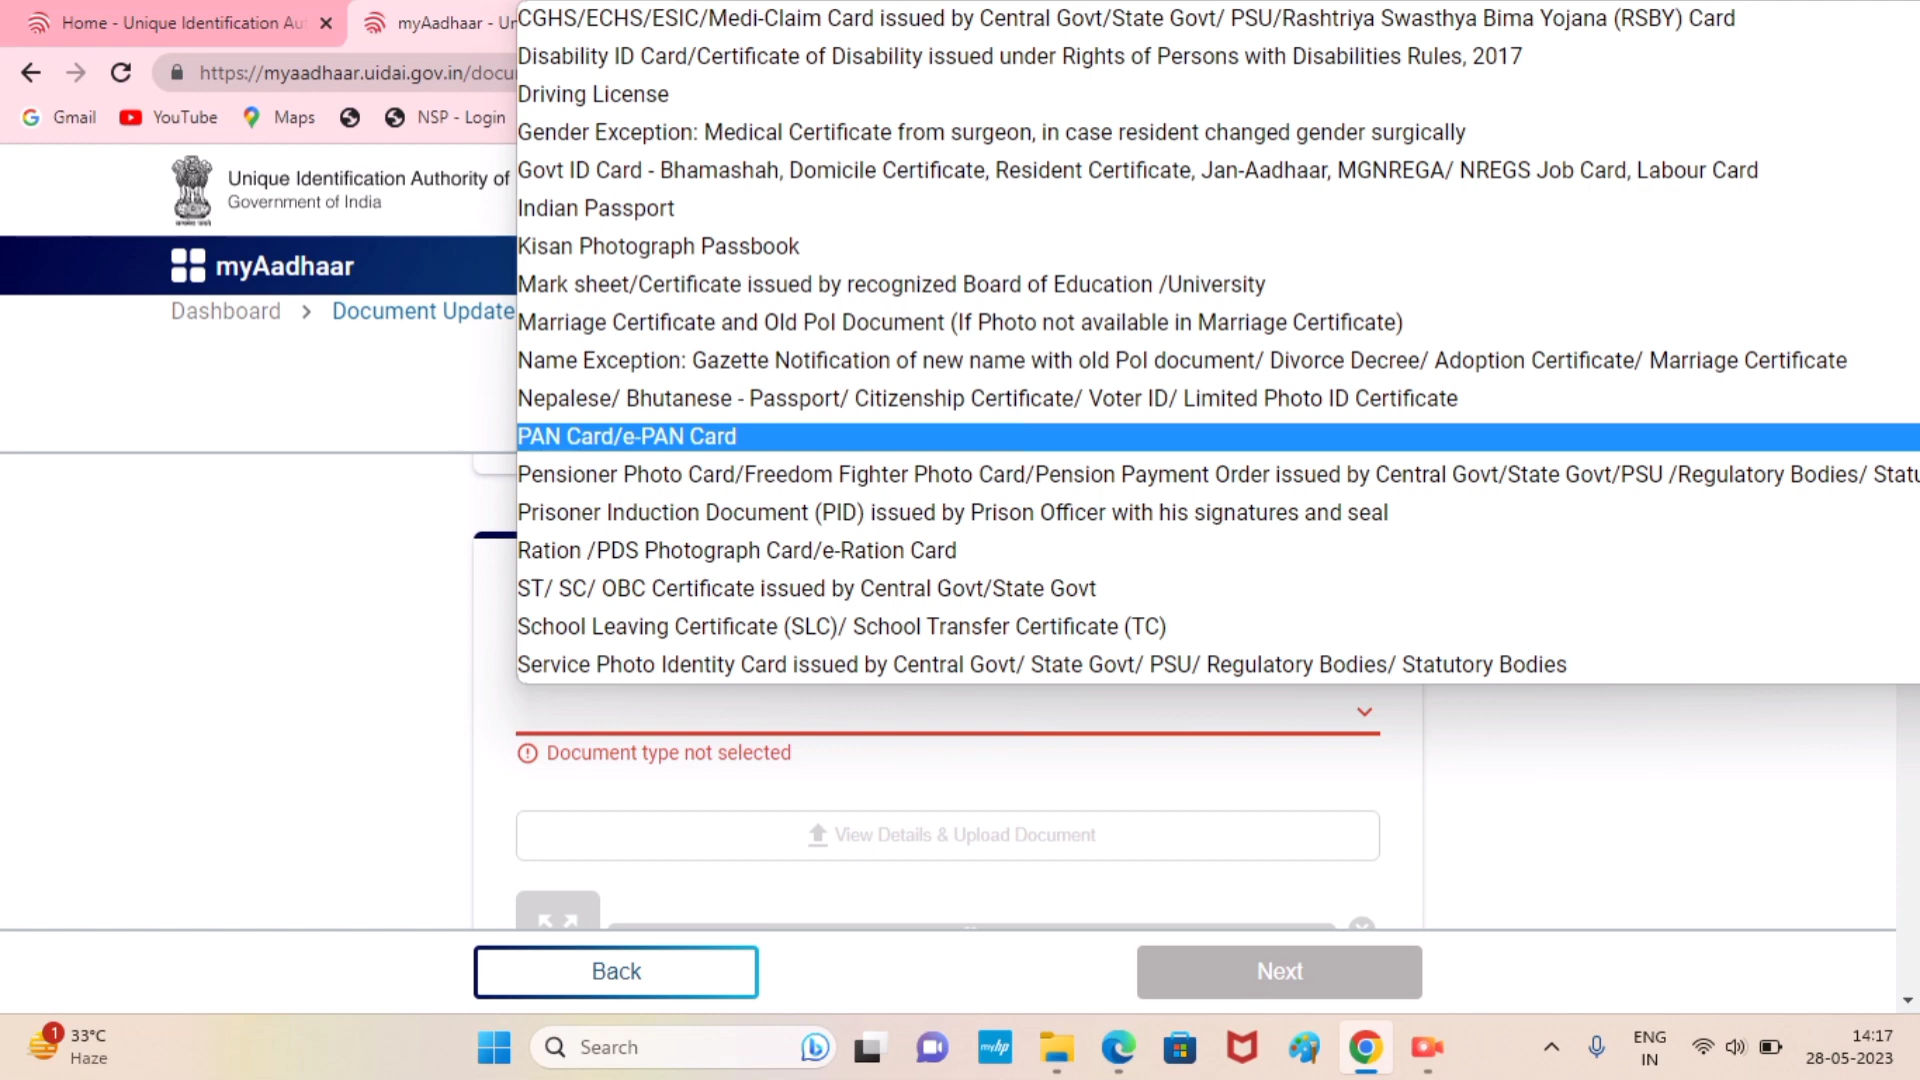 Home - Unique Identification Au
myAadhaar - Un
https://myaadhaar.uidai.gov.in/docu
Gmail
YouTube
Maps
NSP - Login
Unique Identification Authority of
Government of India
myAadhaar
Dashboard > Document Update
CGHS/ECHS/ESIC/Medi-Claim Card issued by Central Govt/State Govt/ PSU/Rashtriya Swasthya Bima Yojana (RSBY) Card
Disability ID Card/Certificate of Disability issued under Rights of Persons with Disabilities Rules, 2017
Driving License
Gender Exception: Medical Certificate from surgeon, in case resident changed gender surgically
Govt ID Card - Bhamashah, Domicile Certificate, Resident Certificate, Jan-Aadhaar, MGNREGA/ NREGS Job Card, Labour Card
Indian Passport
Kisan Photograph Passbook
Mark sheet/Certificate issued by recognized Board of Education /University
Marriage Certificate and Old PoI Document (If Photo not available in Marriage Certificate)
Name Exception: Gazette Notification of new name with old PoI document/ Divorce Decree/ Adoption Certificate/ Marriage Certificate
Nepalese/ Bhutanese - Passport/ Citizenship Certificate/ Voter ID/ Limited Photo ID Certificate
PAN Card/e-PAN Card
Pensioner Photo Card/Freedom Fighter Photo Card/Pension Payment Order issued by Central Govt/State Govt/PSU /Regulatory Bodies/ Statu
Prisoner Induction Document (PID) issued by Prison Officer with his signatures and seal
Ration /PDS Photograph Card/e-Ration Card
ST/ SC/ OBC Certificate issued by Central Govt/State Govt
School Leaving Certificate (SLC)/ School Transfer Certificate (TC)
Service Photo Identity Card issued by Central Govt/ State Govt/ PSU/ Regulatory Bodies/ Statutory Bodies
Document type not selected
View Details & Upload Document
Back
Next
1
33°C
Haze
Search
myhp
ENG
IN
14:17
28-05-2023